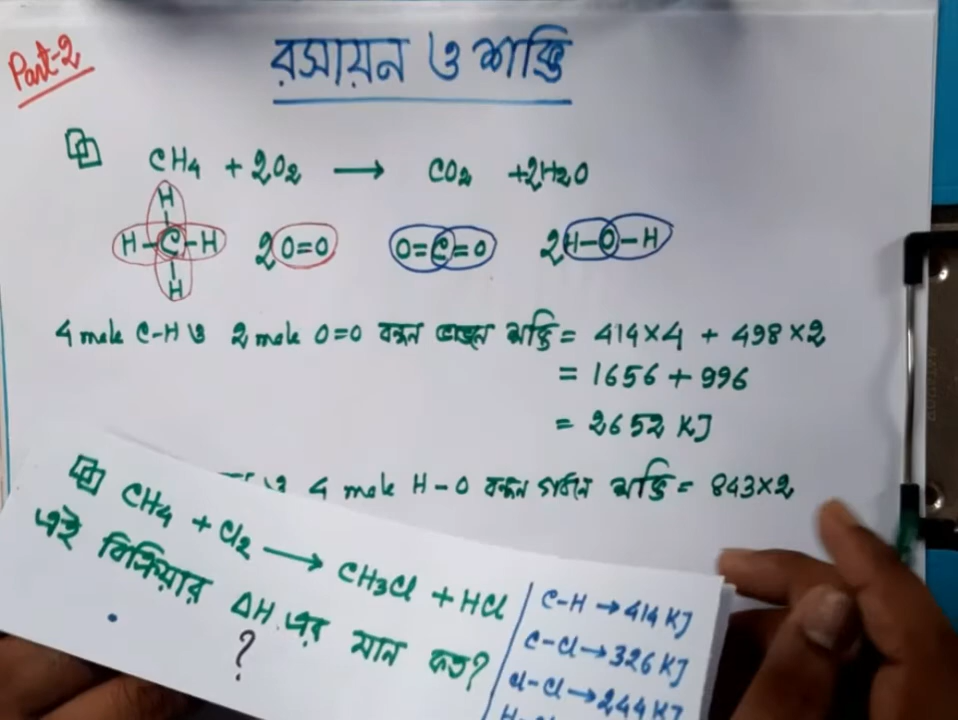 Part-2
রসায়ন ও শক্তি
CH4 + 2O2 → CO2 + 2H2O
H
H-C-H 2O=O O=C=O 2H-O-H
H
4 mole C-H ও 2 mole O=O বন্ধন ভাঙ্গন শক্তি = 414×4 + 498×2
= 1656 + 996
= 2652 KJ
4 mole H-O বন্ধন গঠনে শক্তি = 843×2
CH4 + Cl2 → CH3Cl + HCl
এই বিক্রিয়ার ΔH এর মান কত?
?
C-H → 414 KJ
C-Cl → 326 KJ
Cl-Cl → 244 KJ